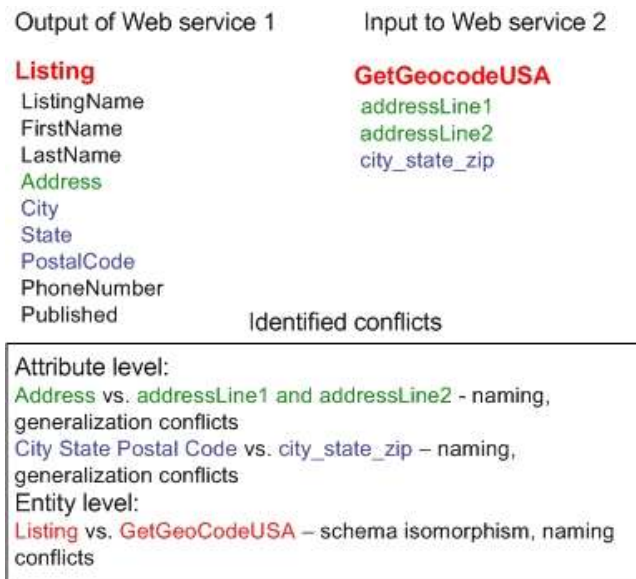 Output of Web service 1
Input to Web service 2
Listing
ListingName
FirstName
LastName
Address
City
State
PostalCode
PhoneNumber
Published
GetGeocodeUSA
addressLine1
addressLine2
city_state_zip
Identified conflicts
Attribute level:
Address vs. addressLine1 and addressLine2 - naming,
generalization conflicts
City State Postal Code vs. city_state_zip – naming,
generalization conflicts
Entity level:
Listing vs. GetGeoCodeUSA – schema isomorphism, naming
conflicts